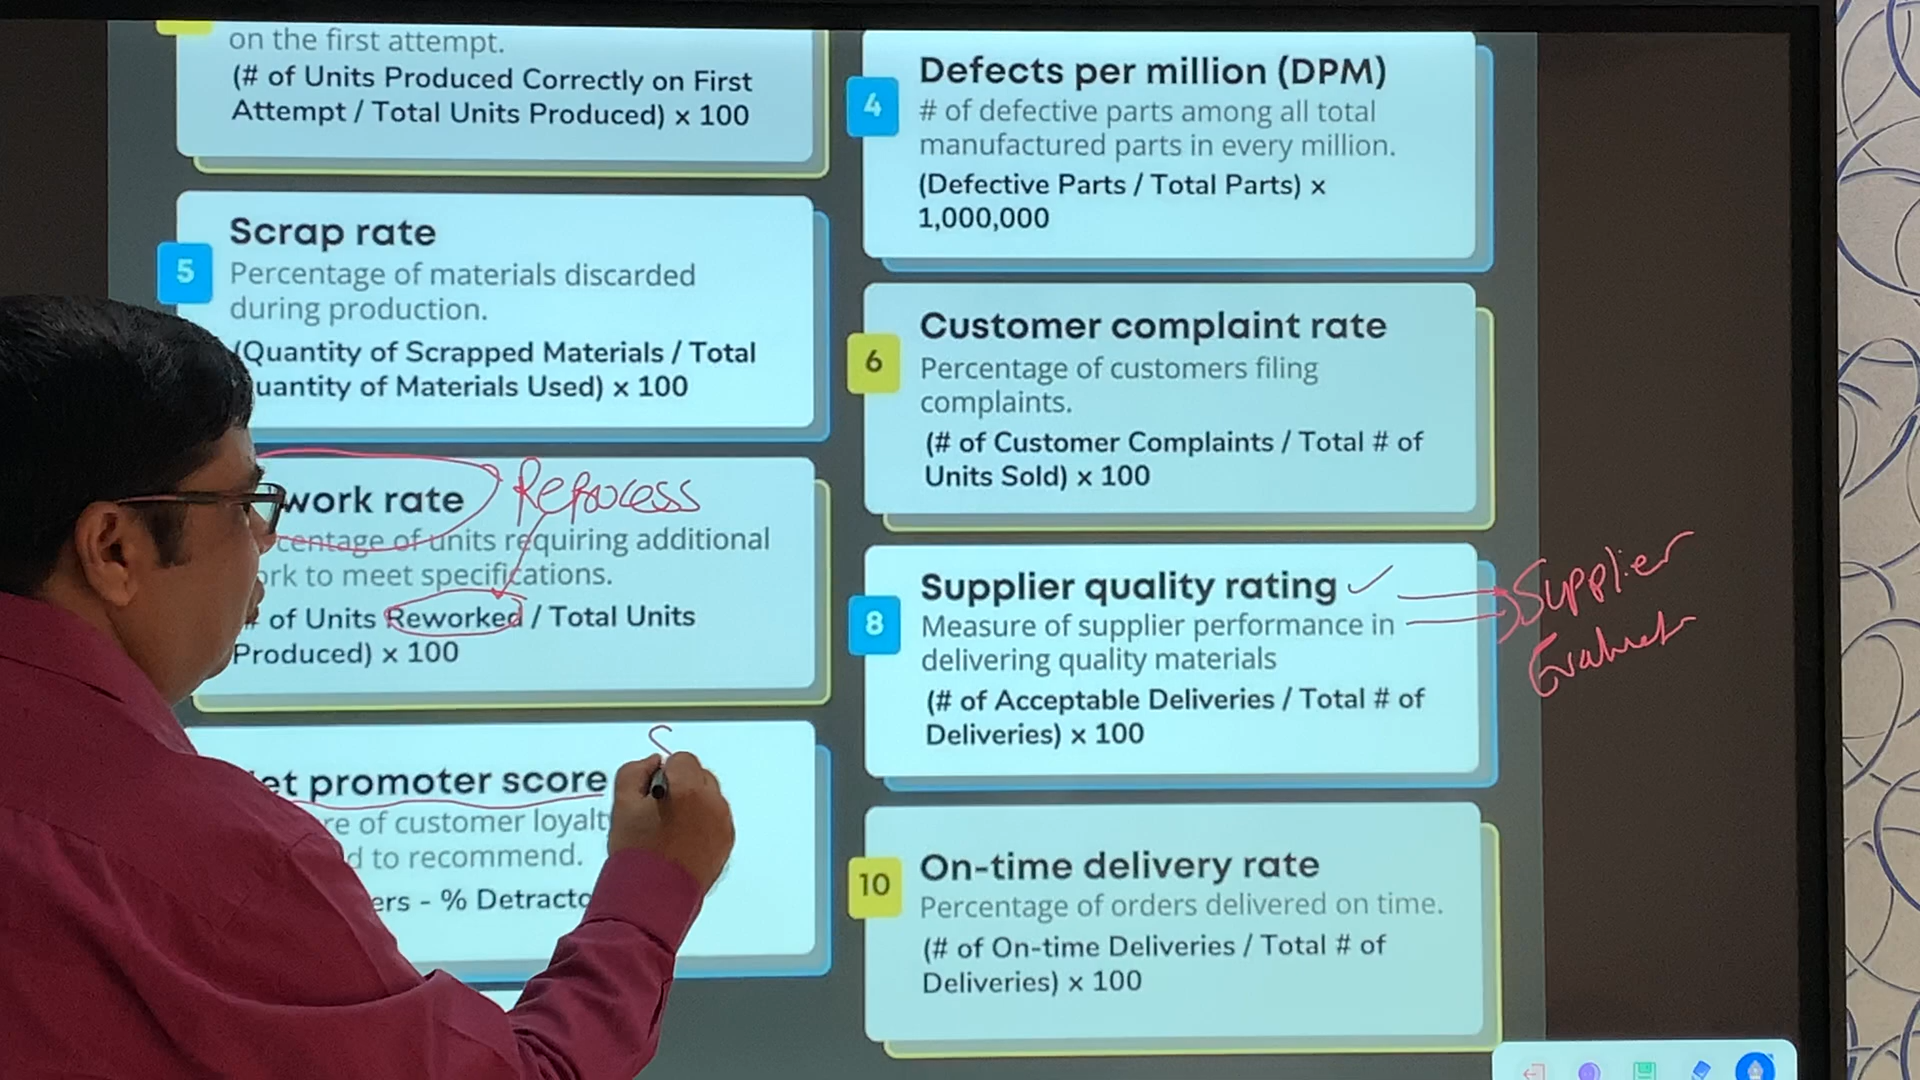 on the first attempt.
(# of Units Produced Correctly on First
Attempt / Total Units Produced) x 100
4
Defects per million (DPM)
# of defective parts among all total
manufactured parts in every million.
(Defective Parts / Total Parts) x
1,000,000
5
Scrap rate
Percentage of materials discarded
during production.
(Quantity of Scrapped Materials / Total
uantity of Materials Used) x 100
6
Customer complaint rate
Percentage of customers filing
complaints.
(# of Customer Complaints / Total # of
Units Sold) x 100
work rate
Reprocess
centage of units requiring additional
ork to meet specifications.
# of Units Reworked / Total Units
Produced) x 100
8
Supplier quality rating
Measure of supplier performance in
delivering quality materials
(# of Acceptable Deliveries / Total # of
Deliveries) x 100
Supplier
et promoter score
S
re of customer loyalt
d to recommend.
ers - % Detracto
10
On-time delivery rate
Percentage of orders delivered on time.
(# of On-time Deliveries / Total # of
Deliveries) x 100